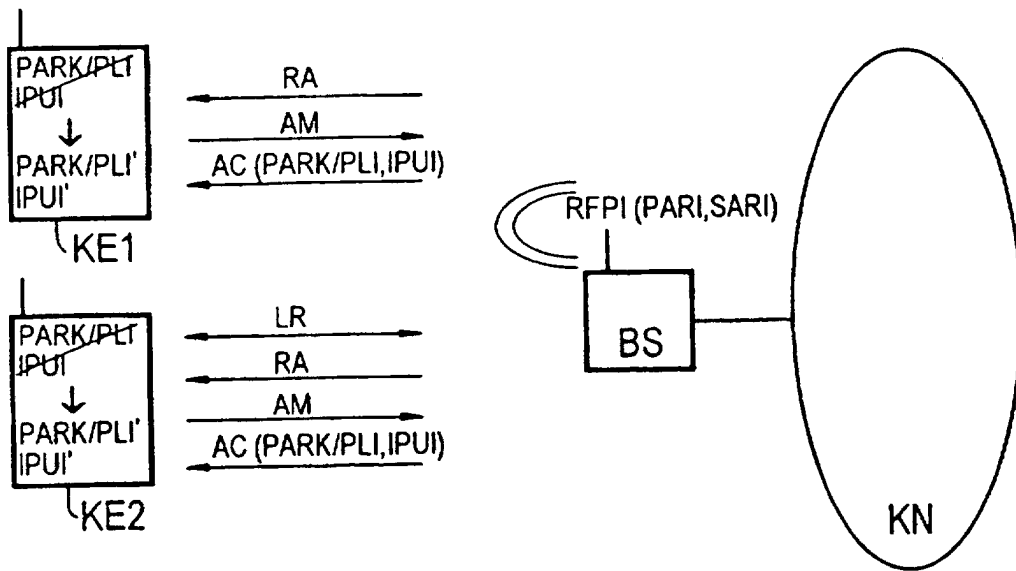 PARK/PLI
IPUI
PARK/PLI'
IPUI'
KE1
RA
AM
AC (PARK/PLI,IPUI)
PARK/PLI
IPUI
PARK/PLI'
IPUI'
KE2
LR
RA
AM
AC (PARK/PLI,IPUI)
RFPI (PARI,SARI)
BS
KN